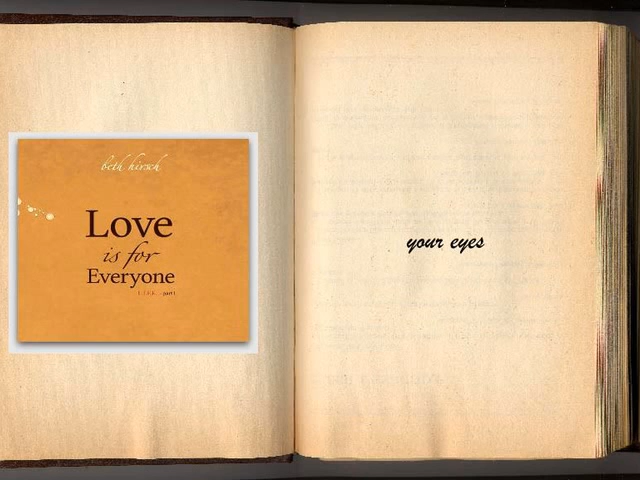 beth hirsch
Love
is for
Everyone
your eyes